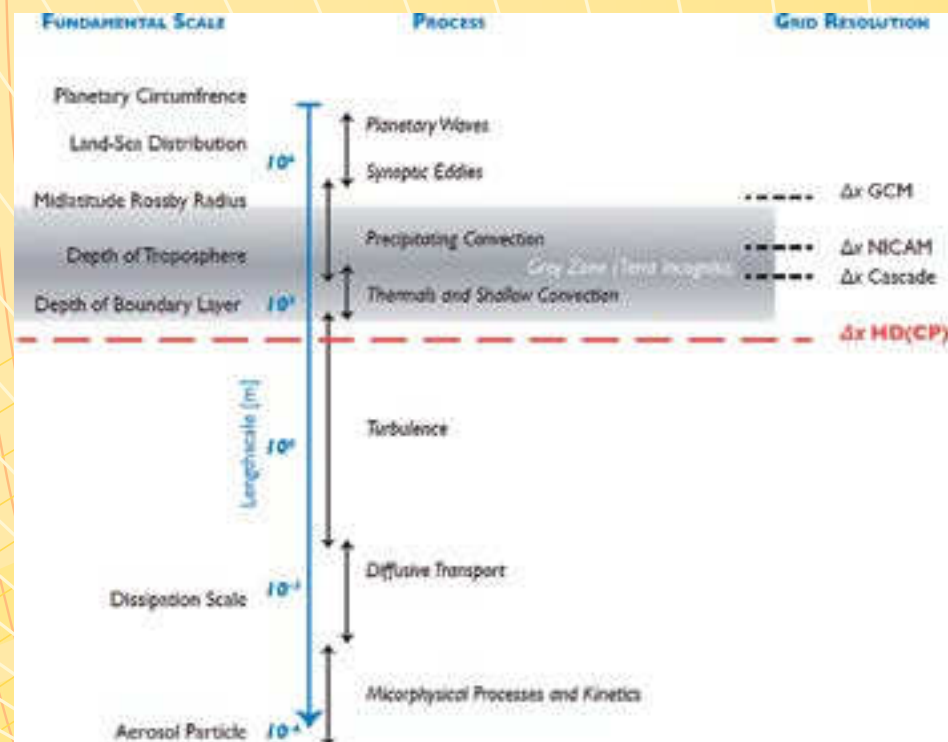 FUNDAMENTAL SCALE PROCESS GRID RESOLUTION
Planetary Circumfrence
Planetary Waves
Land-Sea Distribution
10⁶
Synoptic Eddies
Midlatitude Rossby Radius
Δx GCM
Precipitating Convection
Δx NICAM
Depth of Troposphere
Grey Zone (Terra Incognita)
Δx Cascade
Depth of Boundary Layer 10³ Thermals and Shallow Convection
Δx HD(CP)
Lengthscale [m]
10⁰
Turbulence
Diffusive Transport
Dissipation Scale
10⁻³
Micorphysical Processes and Kinetics
Aerosol Particle 10⁻⁶